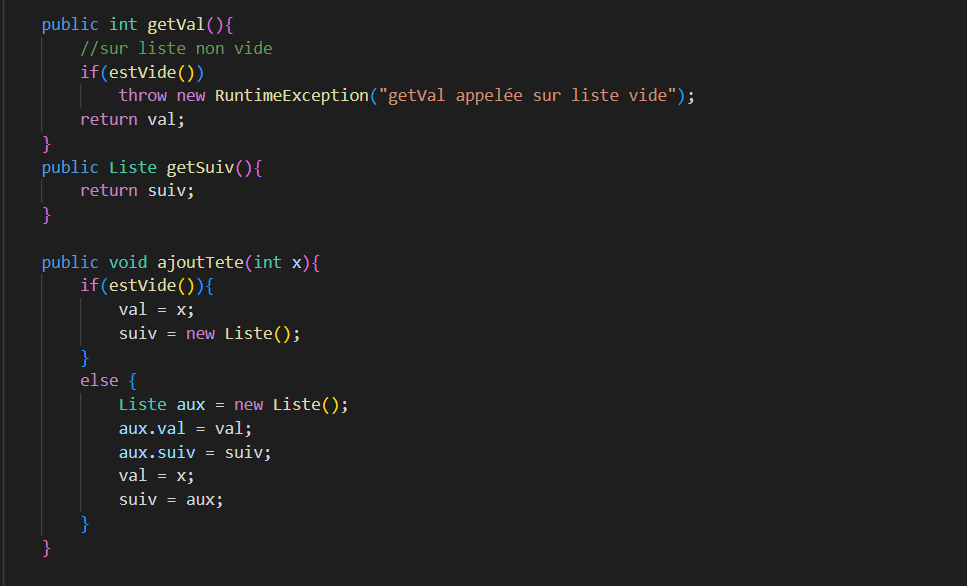 public int getVal(){
    //sur liste non vide
    if(estVide())
        throw new RuntimeException("getVal appelée sur liste vide");
    return val;
}
public Liste getSuiv(){
    return suiv;
}

public void ajoutTete(int x){
    if(estVide()){
        val = x;
        suiv = new Liste();
    }
    else {
        Liste aux = new Liste();
        aux.val = val;
        aux.suiv = suiv;
        val = x;
        suiv = aux;
    }
}